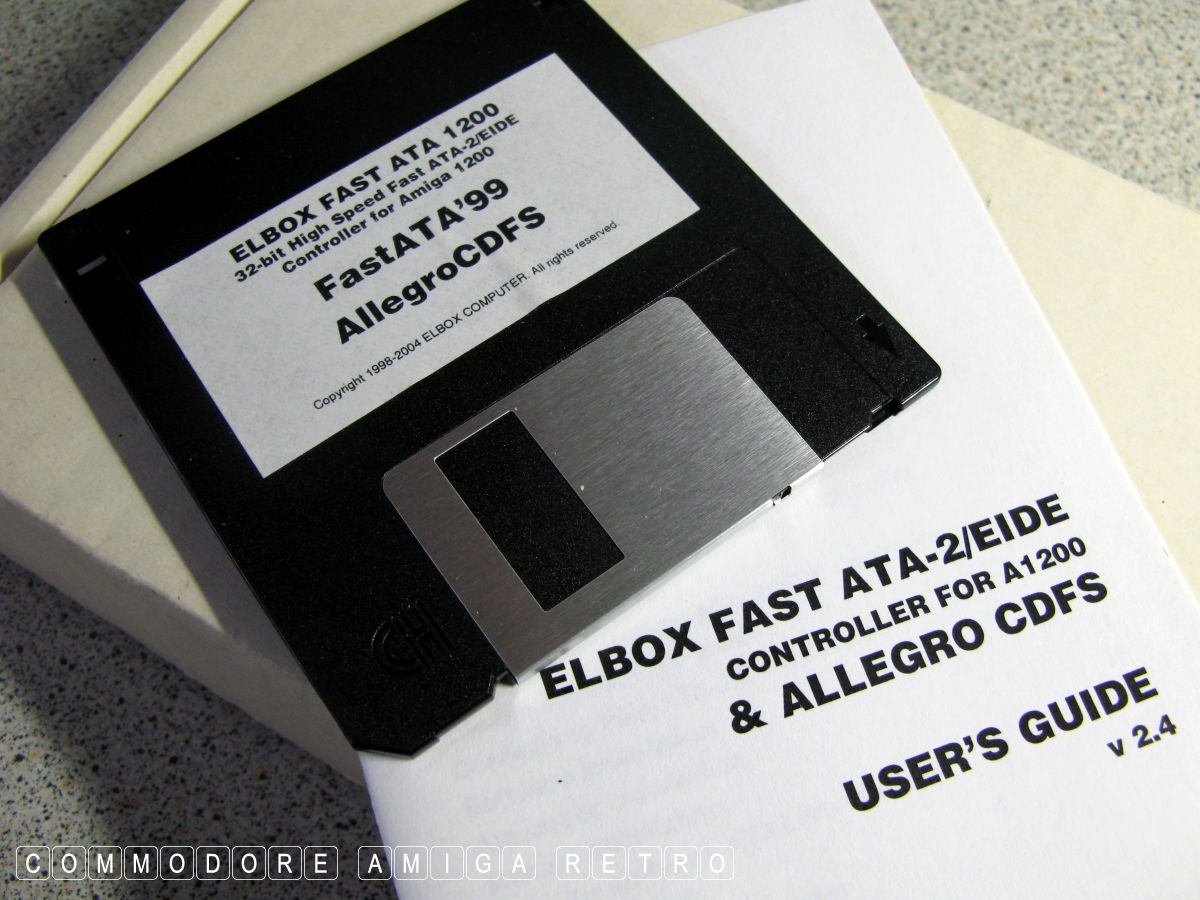 ELBOX FAST ATA 1200
32-bit High Speed Fast ATA-2/EIDE
Controller for Amiga 1200
FastATA'99
AllegroCDFS
Copyright 1998-2004 ELBOX COMPUTER. All rights reserved.
CH
ELBOX FAST ATA-2/EIDE
CONTROLLER FOR A1200
& ALLEGRO CDFS
USER'S GUIDE
v 2.4
COMMODORE AMIGA RETRO